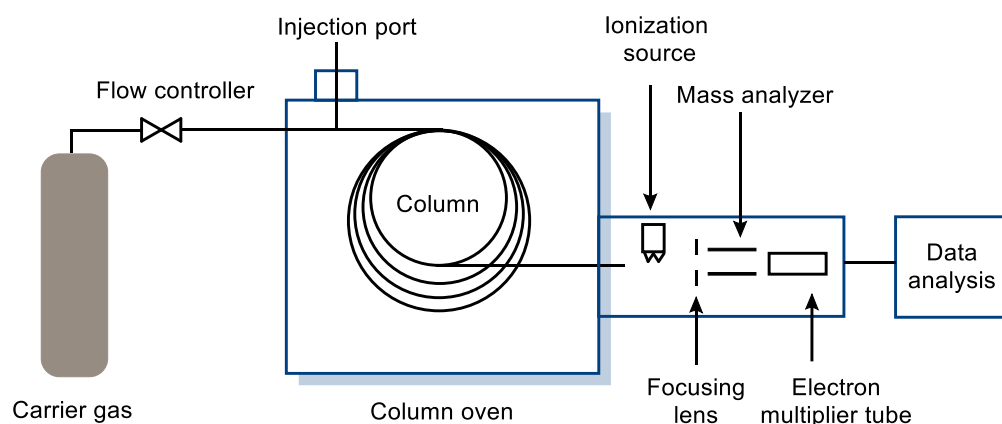 Injection port
Ionization
source
Flow controller
Mass analyzer
Column
Data
analysis
Carrier gas
Column oven
Focusing
lens
Electron
multiplier tube